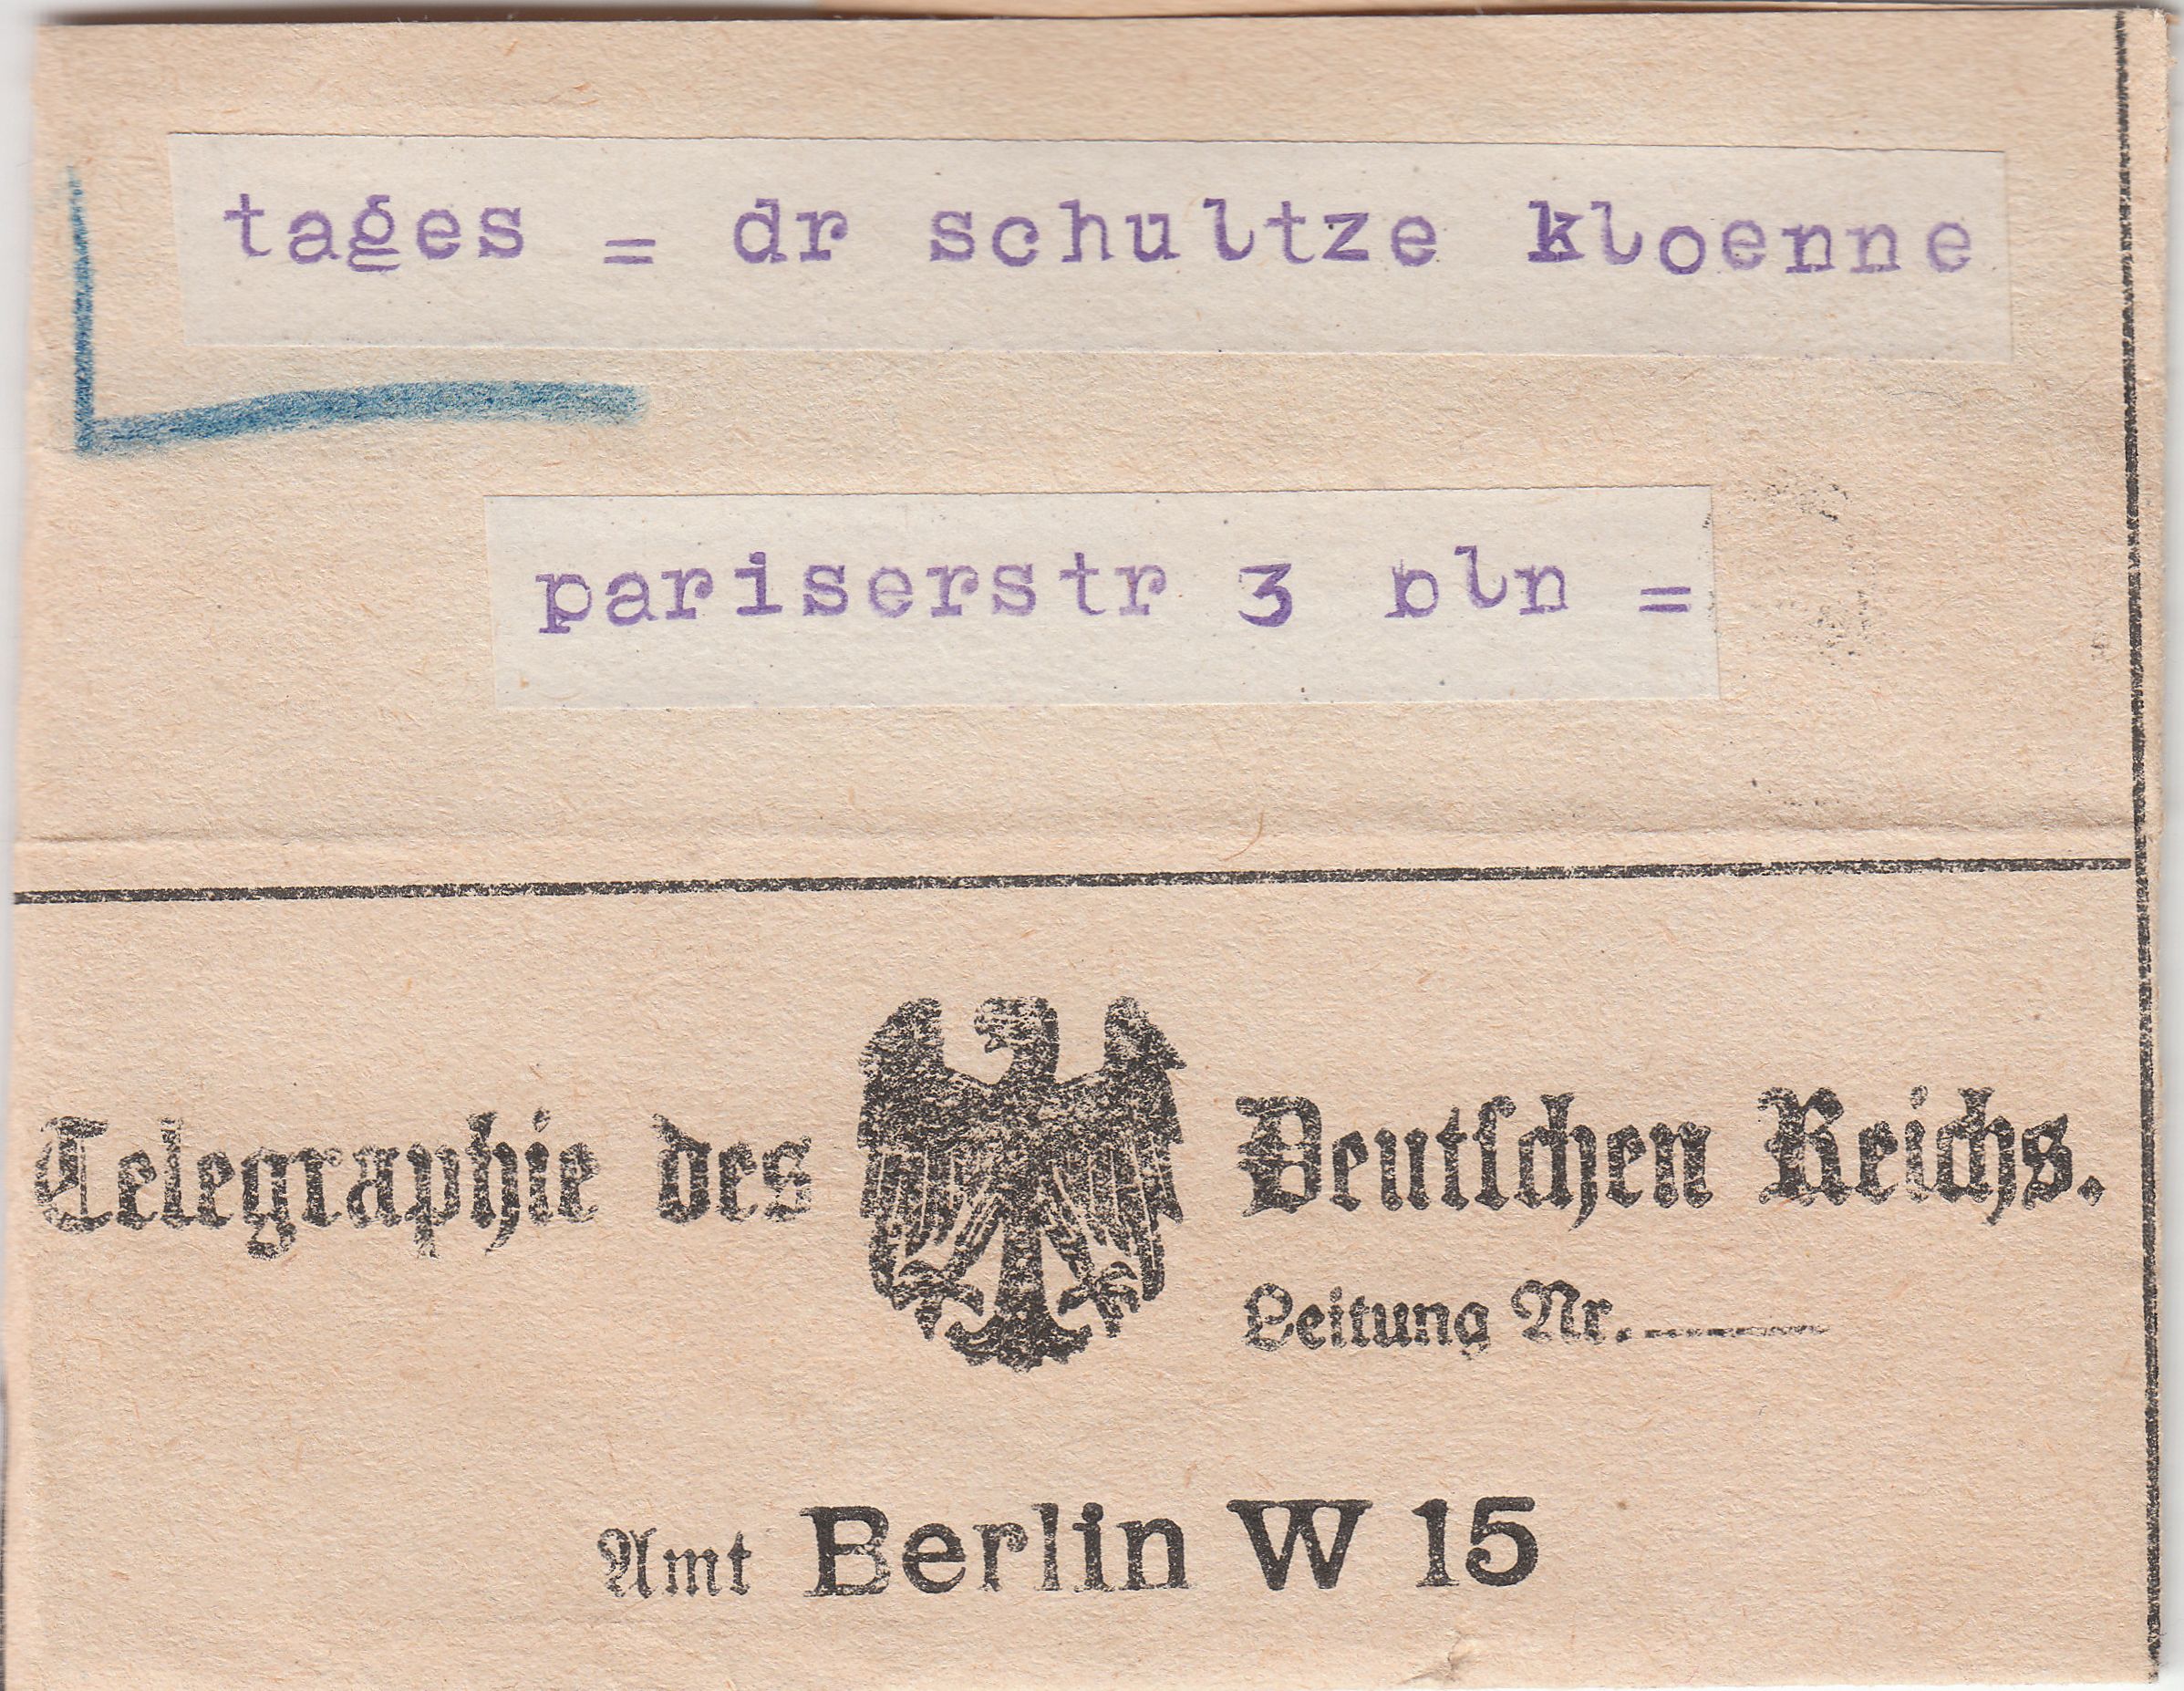 tages = dr schultze kloenne
pariserstr 3 bln =
Telegraphie des Deutschen Reichs.
Leitung Nr.
Amt Berlin W 15